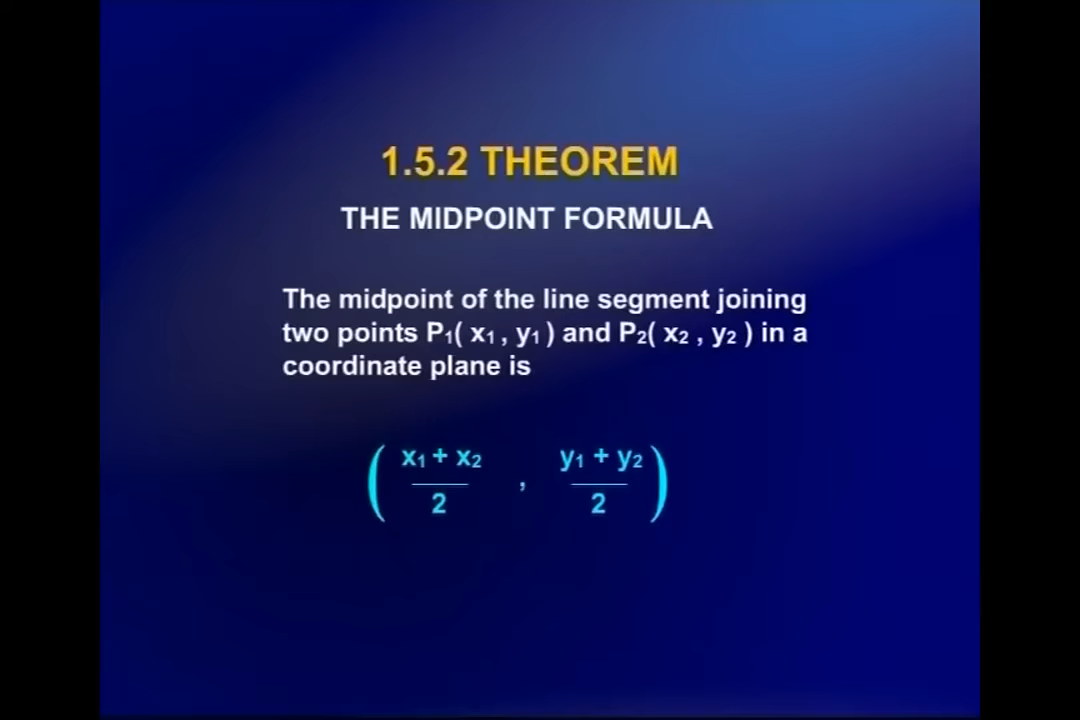 1.5.2 THEOREM
THE MIDPOINT FORMULA
The midpoint of the line segment joining
two points P₁( x₁ , y₁ ) and P₂( x₂ , y₂ ) in a
coordinate plane is
( x₁ + x₂ / 2 , y₁ + y₂ / 2 )